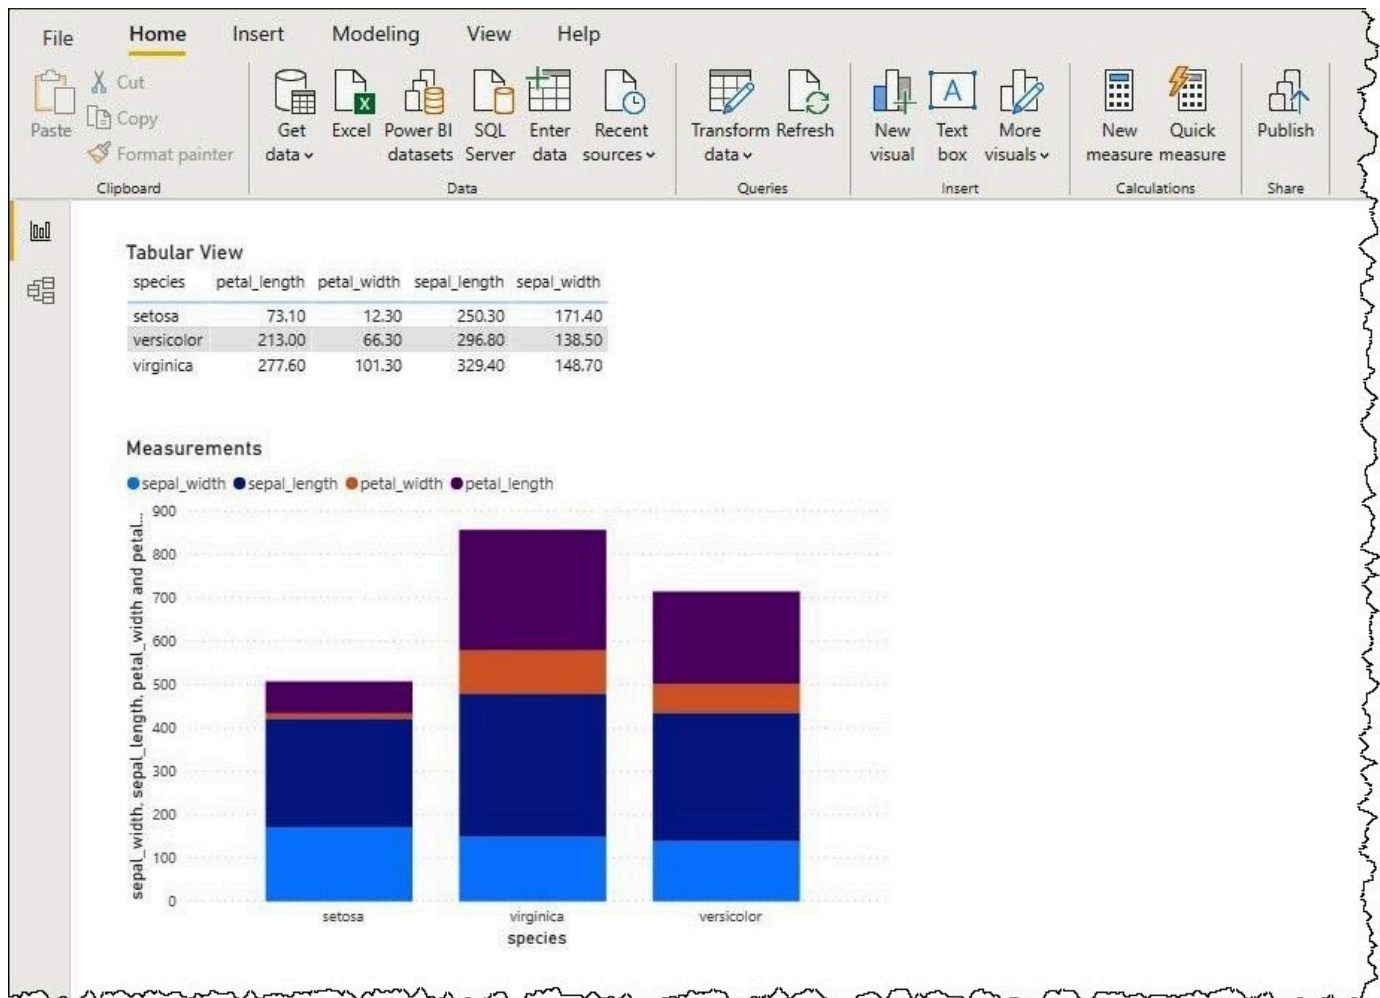 File Home Insert Modeling View Help
Paste
Cut
Copy
Format painter
Clipboard
Get data
Excel
Power BI datasets
SQL Server
Enter data
Recent sources
Data
Transform data
Refresh
Queries
New visual
Text box
More visuals
Insert
New measure
Quick measure
Calculations
Publish
Share
Tabular View
species petal_length petal_width sepal_length sepal_width
setosa 73.10 12.30 250.30 171.40
versicolor 213.00 66.30 296.80 138.50
virginica 277.60 101.30 329.40 148.70
Measurements
sepal_width sepal_length petal_width petal_length
sepal_width, sepal_length, petal_width and petal...
900
800
700
600
500
400
300
200
100
0
setosa virginica versicolor
species